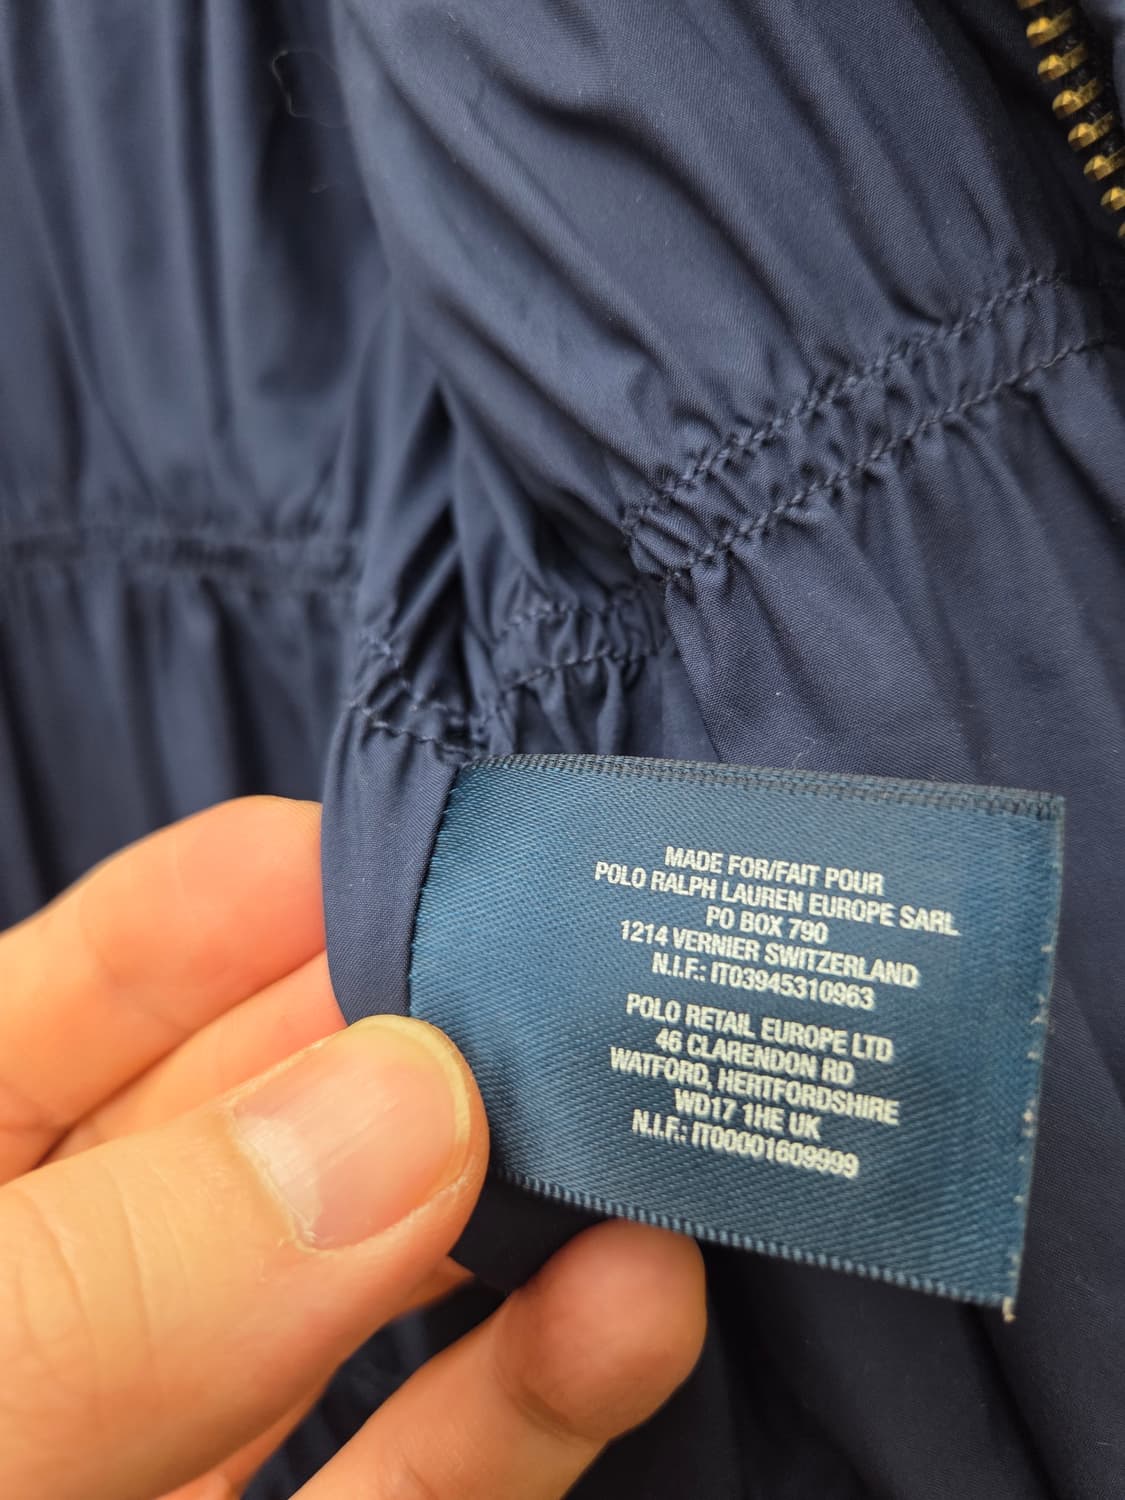 MADE FOR/FAIT POUR
POLO RALPH LAUREN EUROPE SARL
PO BOX 790
1214 VERNIER SWITZERLAND
N.I.F.: IT03945310963
POLO RETAIL EUROPE LTD
46 CLARENDON RD
WATFORD, HERTFORDSHIRE
WD17 1HE UK
N.I.F.: IT00001609999